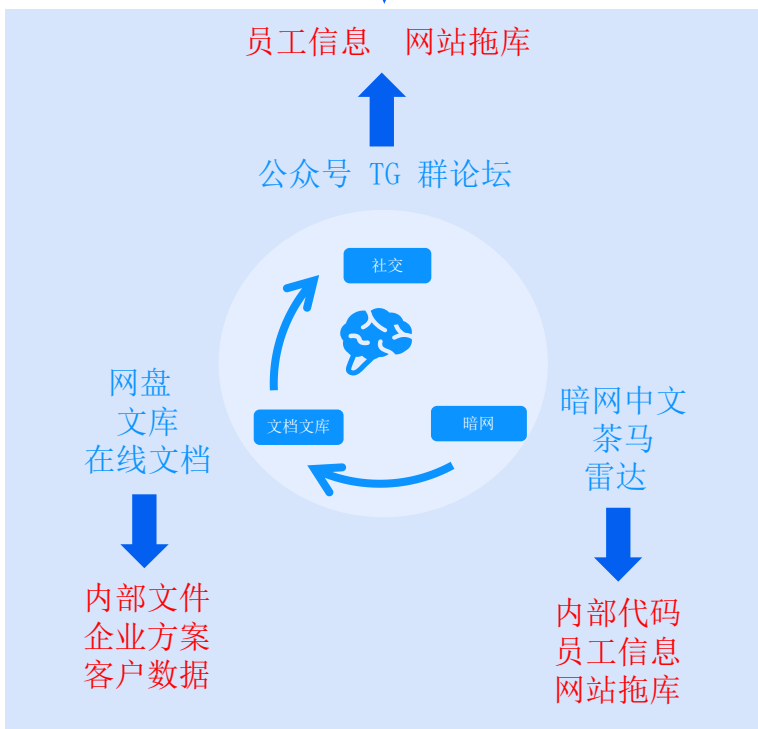 员工信息 网站拖库
公众号 TG 群论坛
社交
网盘
文库
在线文档
文档文库
暗网
暗网中文
茶马
雷达
内部文件
企业方案
客户数据
内部代码
员工信息
网站拖库